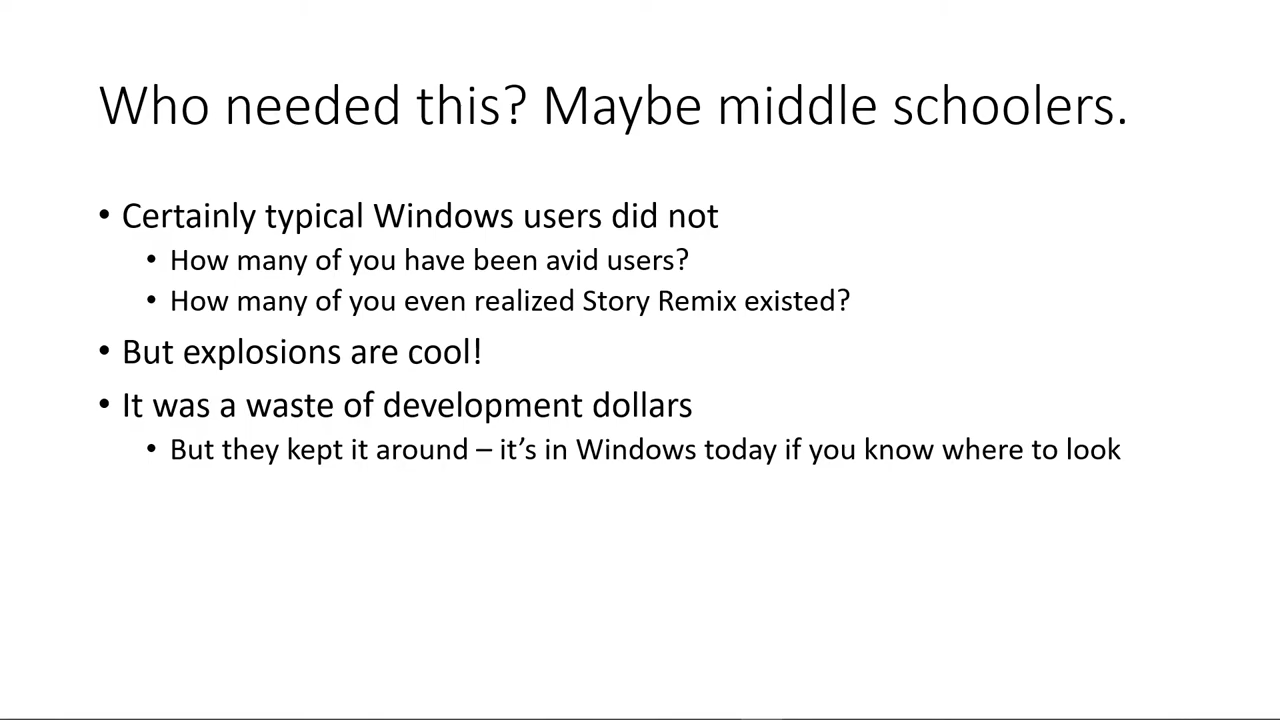 Who needed this? Maybe middle schoolers.
• Certainly typical Windows users did not
• How many of you have been avid users?
• How many of you even realized Story Remix existed?
• But explosions are cool!
• It was a waste of development dollars
• But they kept it around – it’s in Windows today if you know where to look